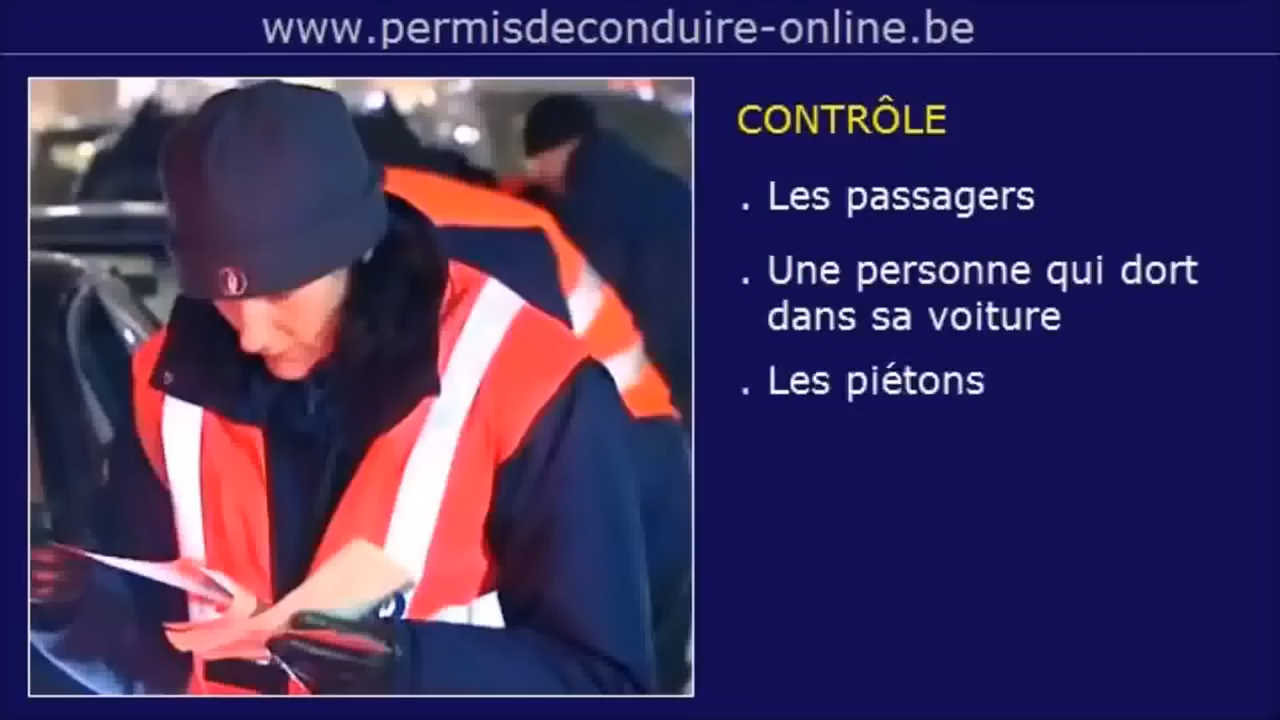 www.permisdeconduire-online.be
CONTRÔLE
. Les passagers
. Une personne qui dort
dans sa voiture
. Les piétons